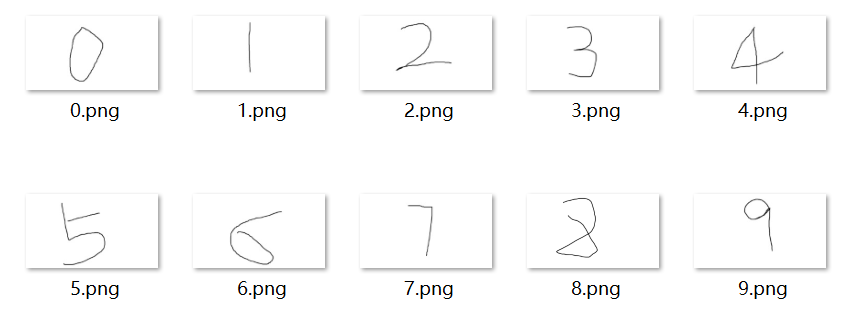 0 1 2 3 4
0.png 1.png 2.png 3.png 4.png
5 6 7 8 9
5.png 6.png 7.png 8.png 9.png